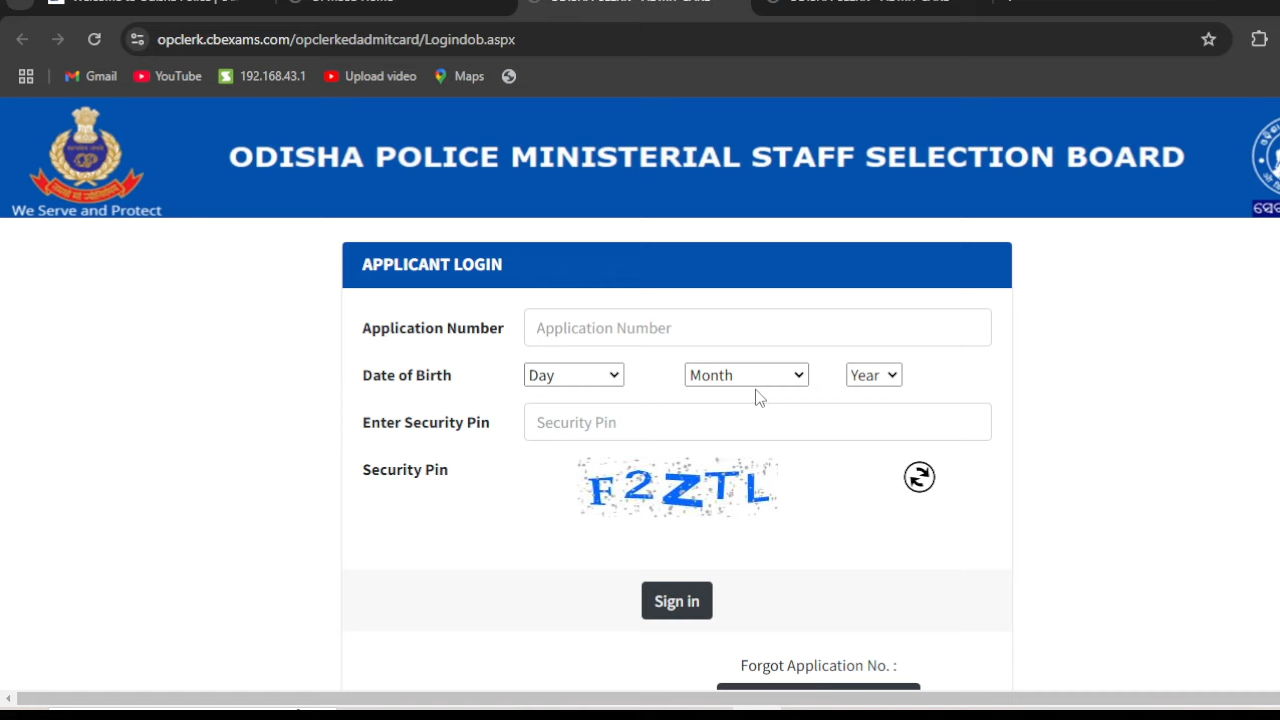 opclerk.cbexams.com/opclerkedadmitcard/Logindob.aspx
Gmail YouTube 192.168.43.1 Upload video Maps
ODISHA POLICE MINISTERIAL STAFF SELECTION BOARD
We Serve and Protect
APPLICANT LOGIN
Application Number Application Number
Date of Birth Day Month Year
Enter Security Pin Security Pin
Security Pin F2ZTL
Sign in
Forgot Application No. :